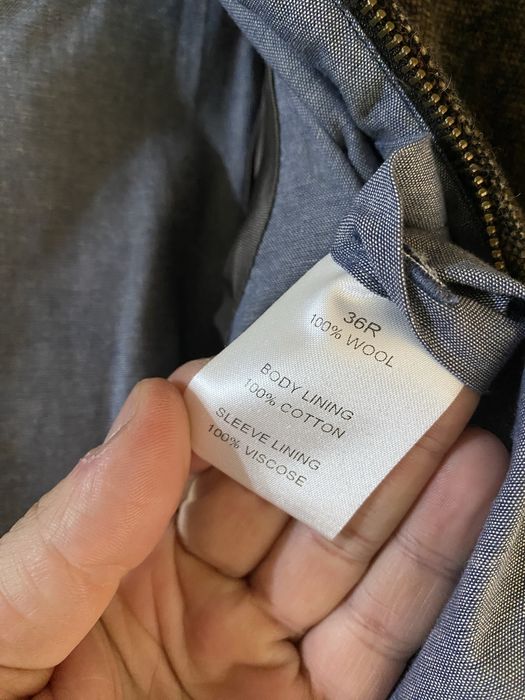 36R
100% WOOL
BODY LINING
100% COTTON
SLEEVE LINING
100% VISCOSE